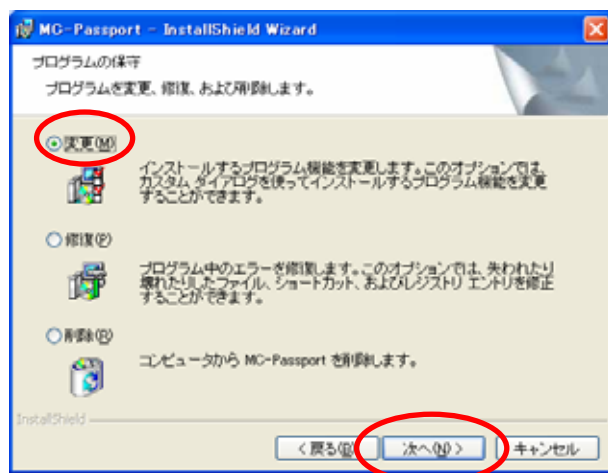 MC-Passport - InstallShield Wizard
プログラムの保守
プログラムを変更、修復、および削除します。
変更(M)
インストールするプログラム機能を変更します。このオプションでは、
カスタム ダイアログを使ってインストールするプログラム機能を変更
することができます。
修復(P)
プログラム中のエラーを修復します。このオプションでは、失われたり
壊れたりしたファイル、ショートカット、およびレジストリ エントリを修正
することができます。
削除(R)
コンピュータから MC-Passport を削除します。
InstallShield
< 戻る(B)
次へ(N) >
キャンセル